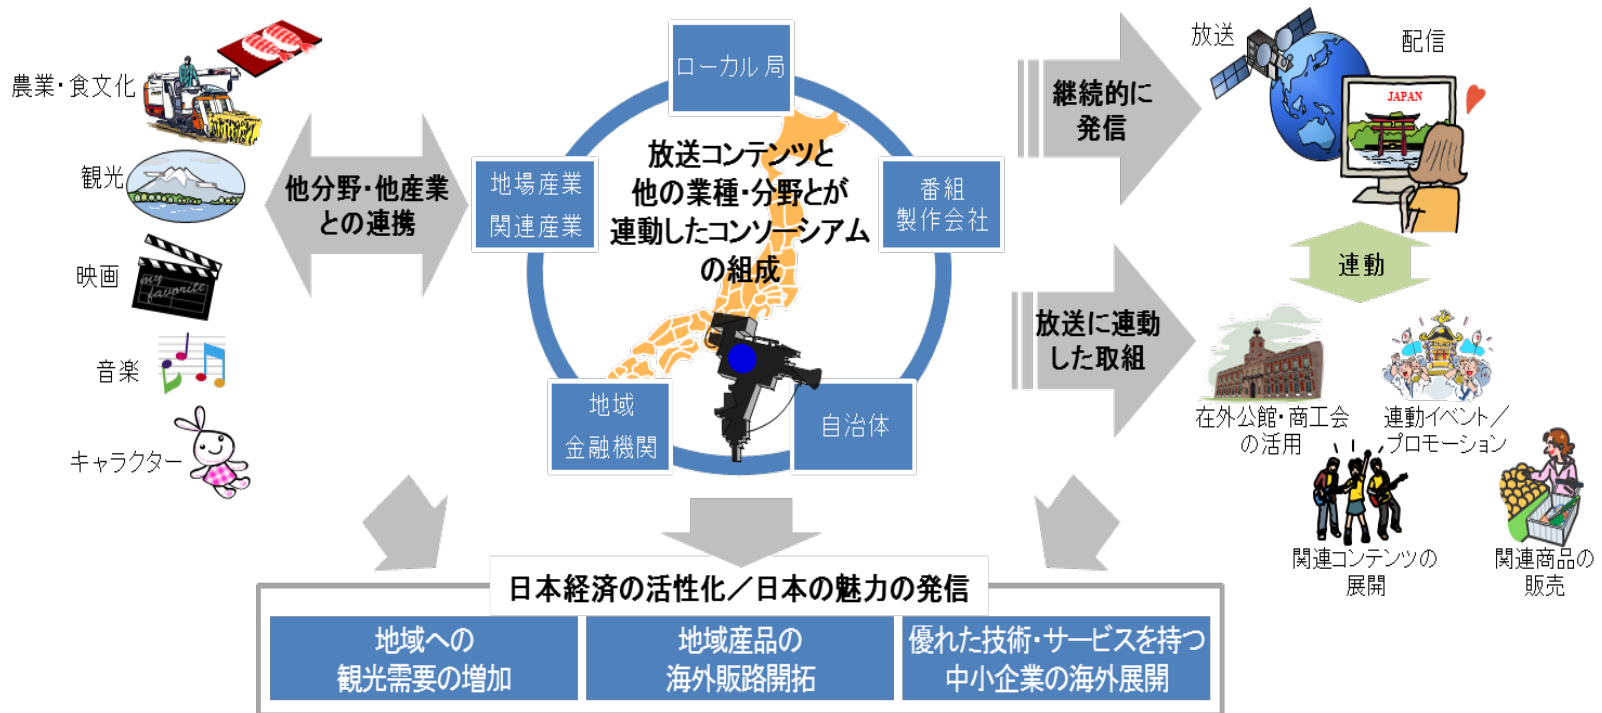 農業・食文化
観光
映画
my
favorite
音楽
キャラクター
他分野・他産業
との連携
ローカル局
地場産業
関連産業
番組
製作会社
地域
金融機関
自治体
放送コンテンツと
他の業種・分野とが
連動したコンソーシアム
の組成
継続的に
発信
放送に連動
した取組
放送
配信
JAPAN
連動
在外公館・商工会
の活用
連動イベント／
プロモーション
関連コンテンツの
展開
関連商品の
販売
日本経済の活性化／日本の魅力の発信
地域への
観光需要の増加
地域産品の
海外販路開拓
優れた技術・サービスを持つ
中小企業の海外展開